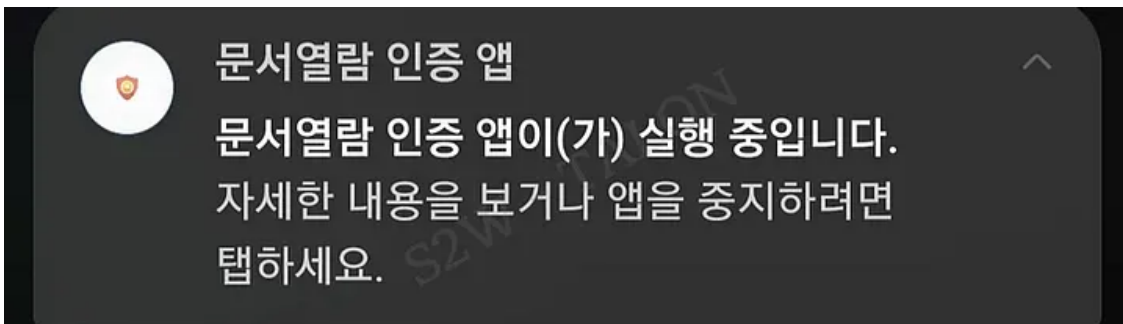 문서열람 인증 앱
문서열람 인증 앱이(가) 실행 중입니다.
자세한 내용을 보거나 앱을 중지하려면
탭하세요.
S2W TALON